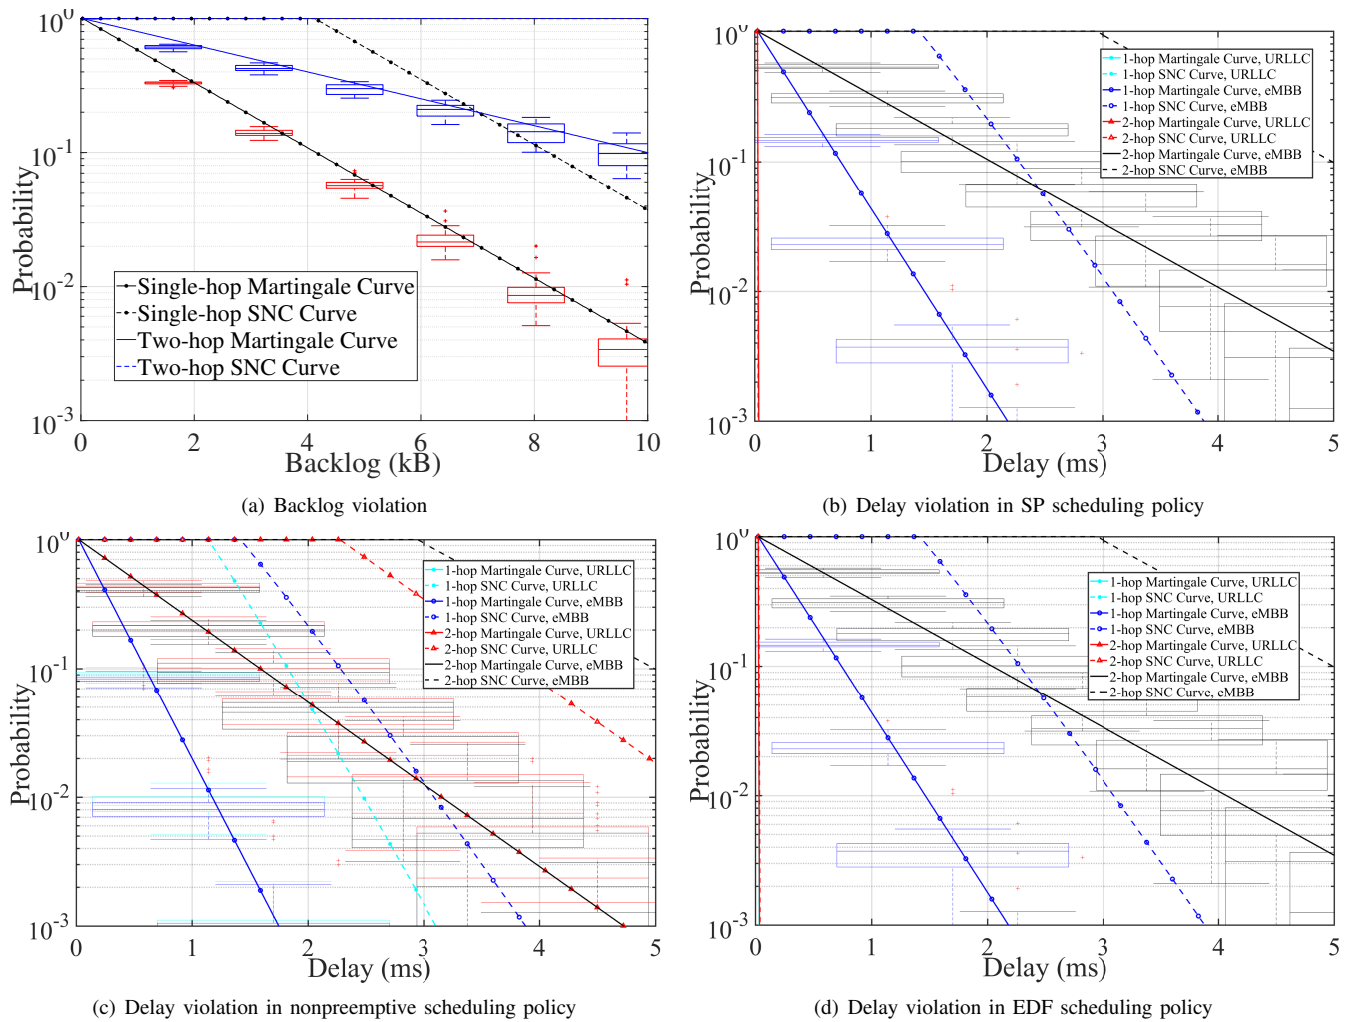 10^0
10^-1
10^-2
10^-3
Probability
Single-hop Martingale Curve
Single-hop SNC Curve
Two-hop Martingale Curve
Two-hop SNC Curve
0 2 4 6 8 10
Backlog (kB)
(a) Backlog violation
10^0
10^-1
10^-2
10^-3
Probability
1-hop Martingale Curve, URLLC
1-hop SNC Curve, URLLC
1-hop Martingale Curve, eMBB
1-hop SNC Curve, eMBB
2-hop Martingale Curve, URLLC
2-hop SNC Curve, URLLC
2-hop Martingale Curve, eMBB
2-hop SNC Curve, eMBB
0 1 2 3 4 5
Delay (ms)
(b) Delay violation in SP scheduling policy
10^0
10^-1
10^-2
10^-3
Probability
1-hop Martingale Curve, URLLC
1-hop SNC Curve, URLLC
1-hop Martingale Curve, eMBB
1-hop SNC Curve, eMBB
2-hop Martingale Curve, URLLC
2-hop SNC Curve, URLLC
2-hop Martingale Curve, eMBB
2-hop SNC Curve, eMBB
0 1 2 3 4 5
Delay (ms)
(c) Delay violation in nonpreemptive scheduling policy
10^0
10^-1
10^-2
10^-3
Probability
1-hop Martingale Curve, URLLC
1-hop SNC Curve, URLLC
1-hop Martingale Curve, eMBB
1-hop SNC Curve, eMBB
2-hop Martingale Curve, URLLC
2-hop SNC Curve, URLLC
2-hop Martingale Curve, eMBB
2-hop SNC Curve, eMBB
0 1 2 3 4 5
Delay (ms)
(d) Delay violation in EDF scheduling policy